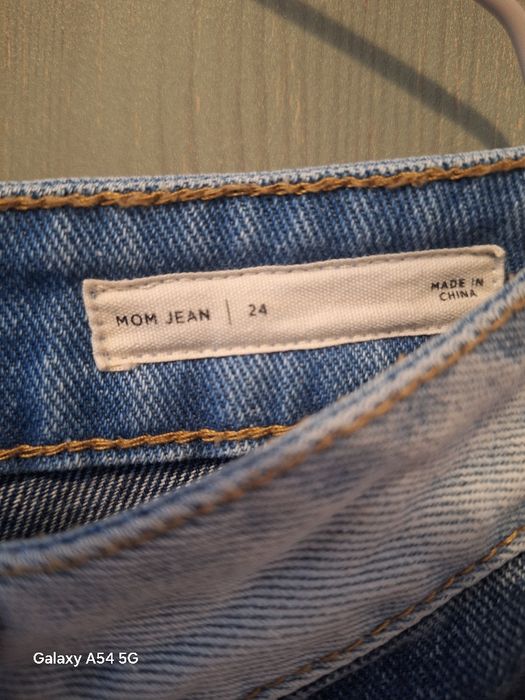 MOM JEAN | 24
MADE IN
CHINA
Galaxy A54 5G